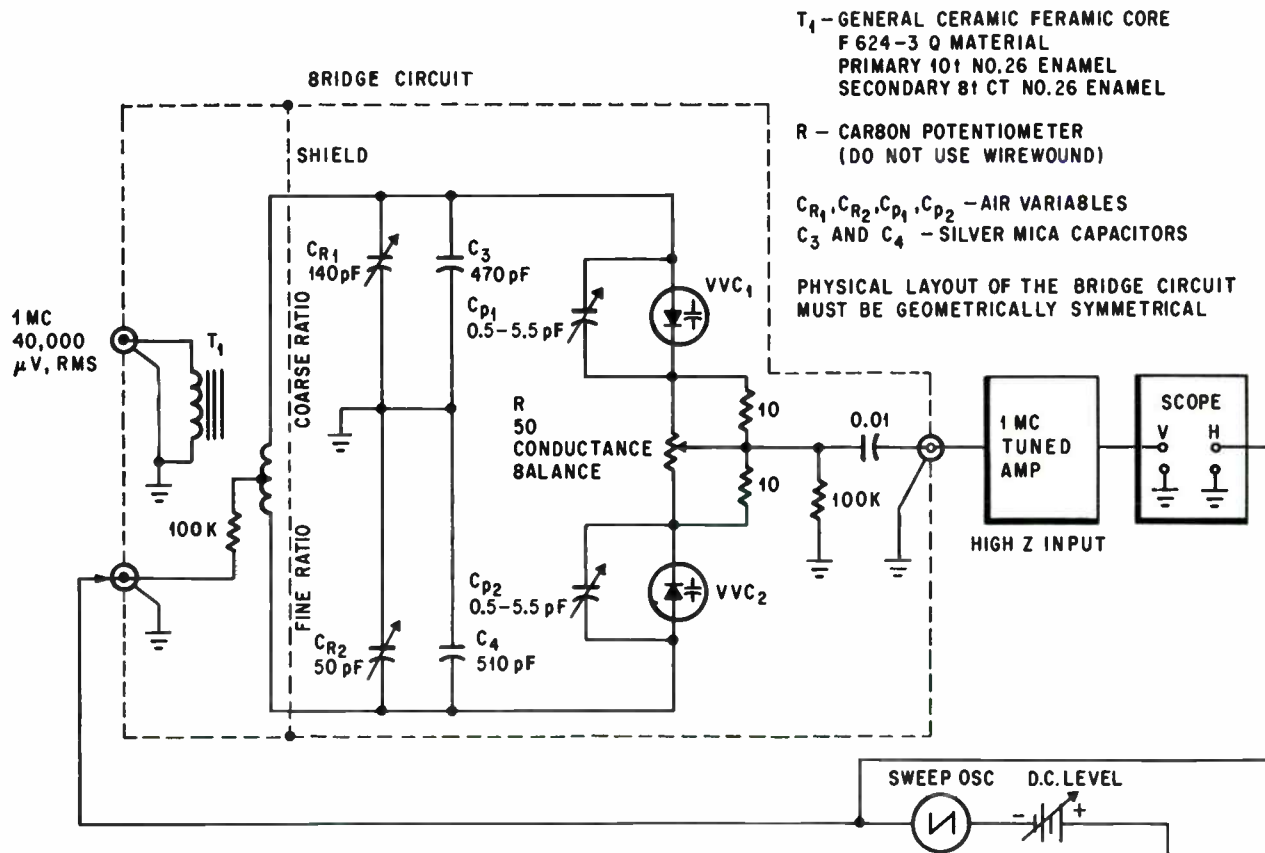 T1 – GENERAL CERAMIC FERAMIC CORE
F 624-3 Q MATERIAL
PRIMARY 10t NO.26 ENAMEL
SECONDARY 8t CT NO.26 ENAMEL
R – CARBON POTENTIOMETER
(DO NOT USE WIREWOUND)
CR1, CR2, CP1, CP2 – AIR VARIABLES
C3 AND C4 – SILVER MICA CAPACITORS
PHYSICAL LAYOUT OF THE BRIDGE CIRCUIT
MUST BE GEOMETRICALLY SYMMETRICAL
BRIDGE CIRCUIT
SHIELD
1 MC
40,000
μV, RMS
T1
COARSE RATIO
FINE RATIO
100K
CR1
140 pF
C3
470 pF
CP1
0.5–5.5 pF
VVC1
R
50
CONDUCTANCE
BALANCE
10
10
0.01
100K
CP2
0.5–5.5 pF
VVC2
CR2
50 pF
C4
510 pF
1 MC
TUNED
AMP
HIGH Z INPUT
SCOPE
V H
SWEEP OSC
D.C. LEVEL
- +